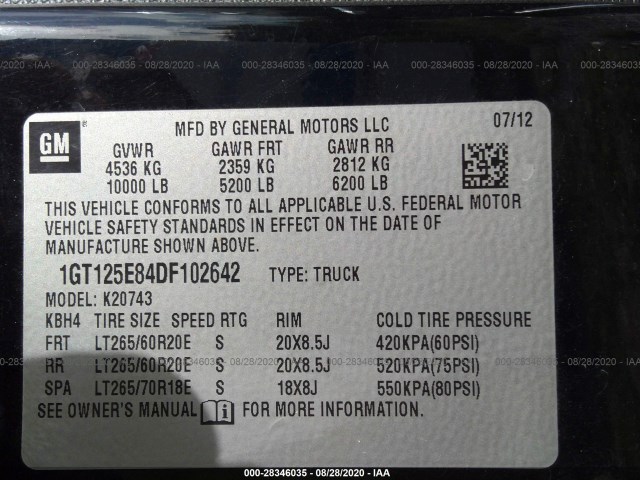 000-28346035 - 08/28/2020 - IAA
GM ®
MFD BY GENERAL MOTORS LLC 07/12
GVWR GAWR FRT GAWR RR
4536 KG 2359 KG 2812 KG
10000 LB 5200 LB 6200 LB
THIS VEHICLE CONFORMS TO ALL APPLICABLE U.S. FEDERAL MOTOR
VEHICLE SAFETY STANDARDS IN EFFECT ON THE DATE OF
MANUFACTURE SHOWN ABOVE.
1GT125E84DF102642 TYPE: TRUCK
MODEL: K20743
KBH4 TIRE SIZE SPEED RTG RIM COLD TIRE PRESSURE
FRT LT265/60R20E S 20X8.5J 420KPA(60PSI)
RR LT265/60R20E S 20X8.5J 520KPA(75PSI)
SPA LT265/70R18E S 18X8J 550KPA(80PSI)
SEE OWNER'S MANUAL i FOR MORE INFORMATION.
000-28346035 - 08/28/2020 - IAA